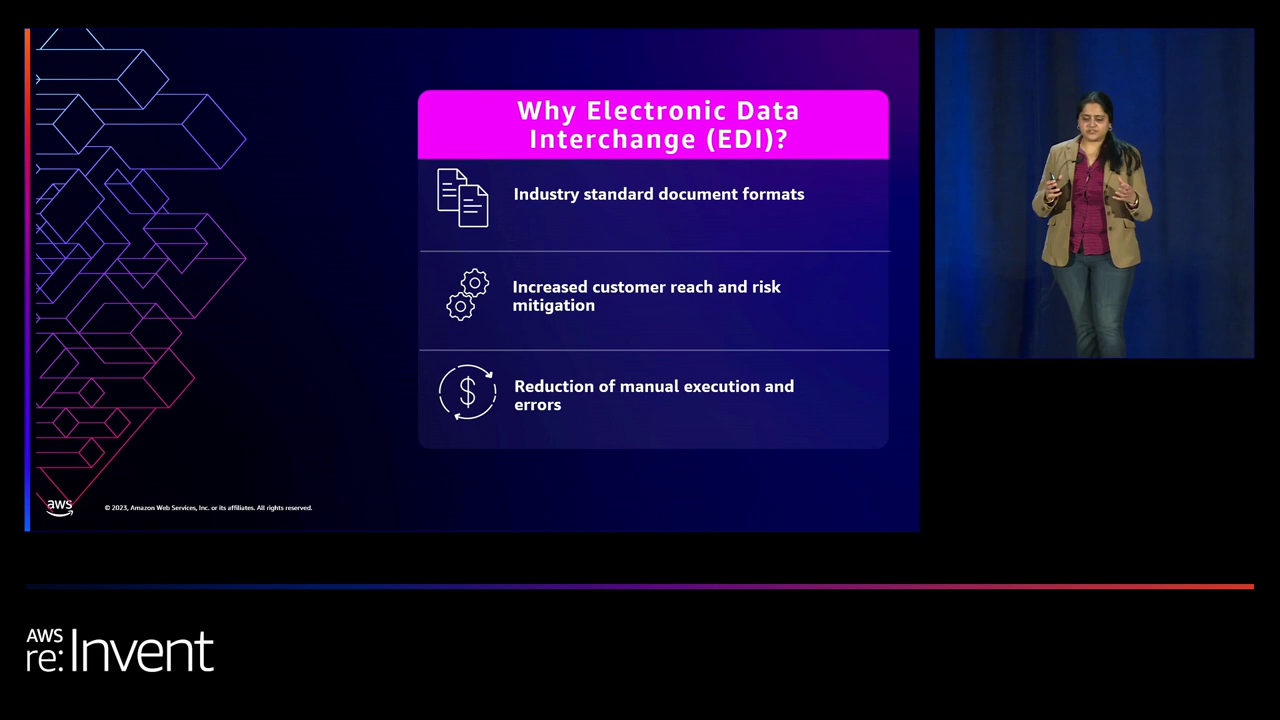 Why Electronic Data
Interchange (EDI)?
Industry standard document formats
Increased customer reach and risk
mitigation
$
Reduction of manual execution and
errors
aws
© 2023, Amazon Web Services, Inc. or its affiliates. All rights reserved.
AWS
re:Invent